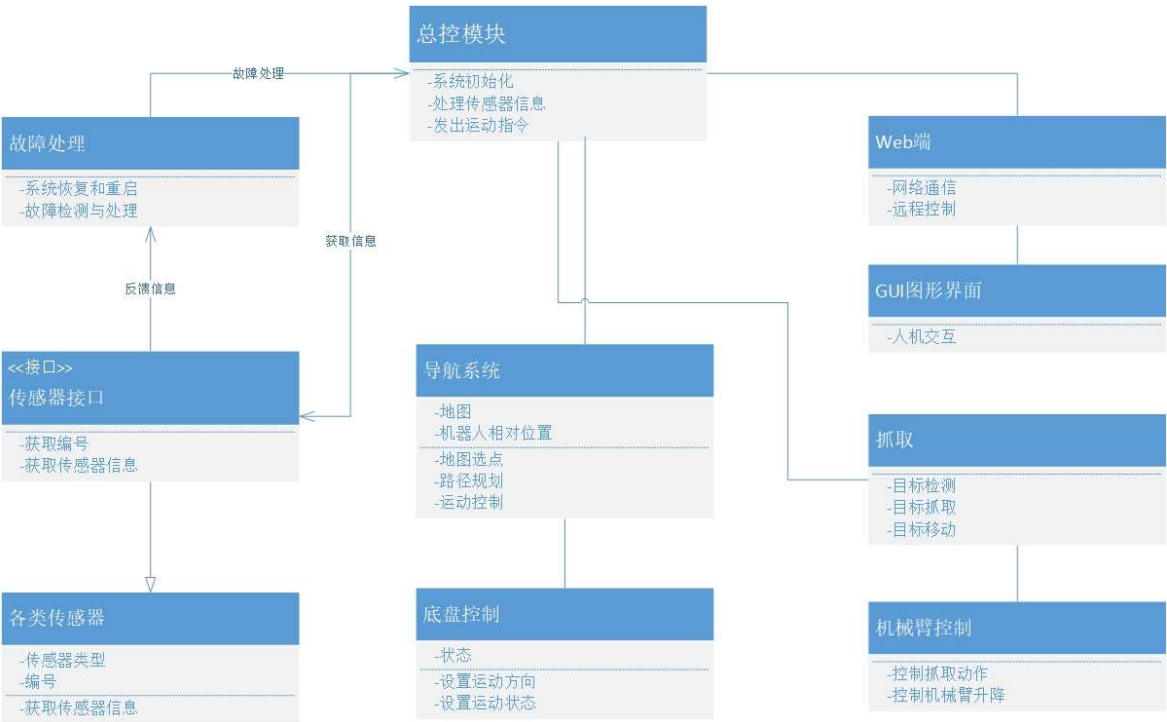 总控模块
-系统初始化
-处理传感器信息
-发出运动指令
故障处理
故障处理
-系统恢复和重启
-故障检测与处理
获取信息
反馈信息
<<接口>>
传感器接口
-获取编号
-获取传感器信息
各类传感器
-传感器类型
-编号
-获取传感器信息
导航系统
-地图
-机器人相对位置
-地图选点
-路径规划
-运动控制
底盘控制
-状态
-设置运动方向
-设置运动状态
Web端
-网络通信
-远程控制
GUI图形界面
-人机交互
抓取
-目标检测
-目标抓取
-目标移动
机械臂控制
-控制抓取动作
-控制机械臂升降